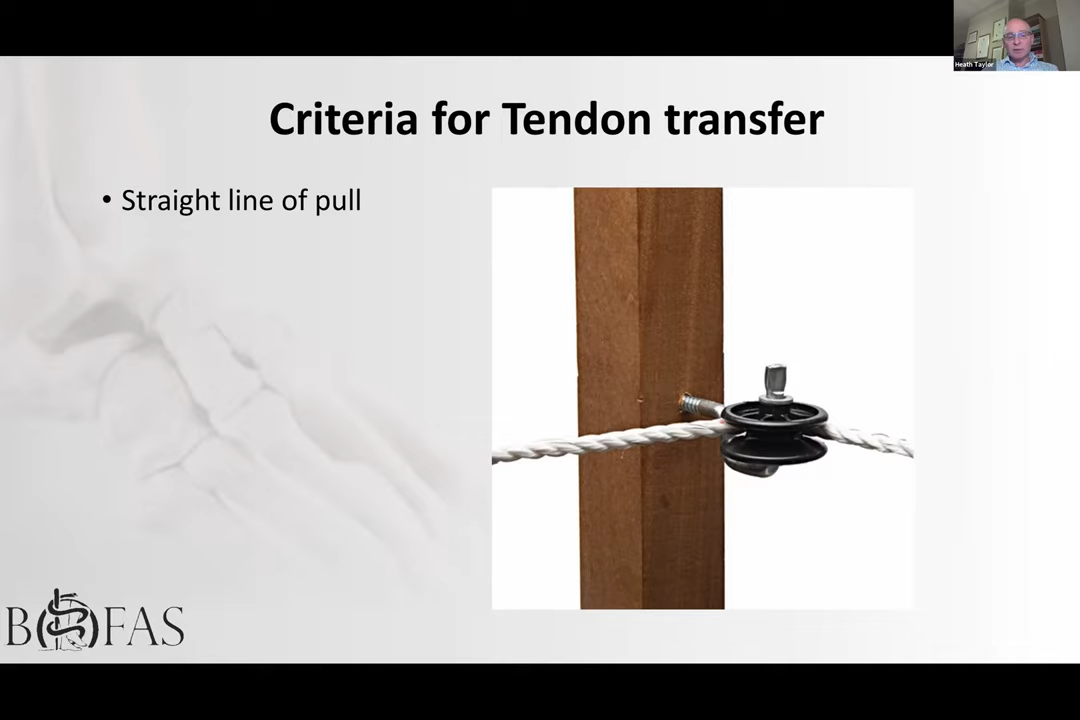 Heath Taylor
Criteria for Tendon transfer
• Straight line of pull
BOFAS